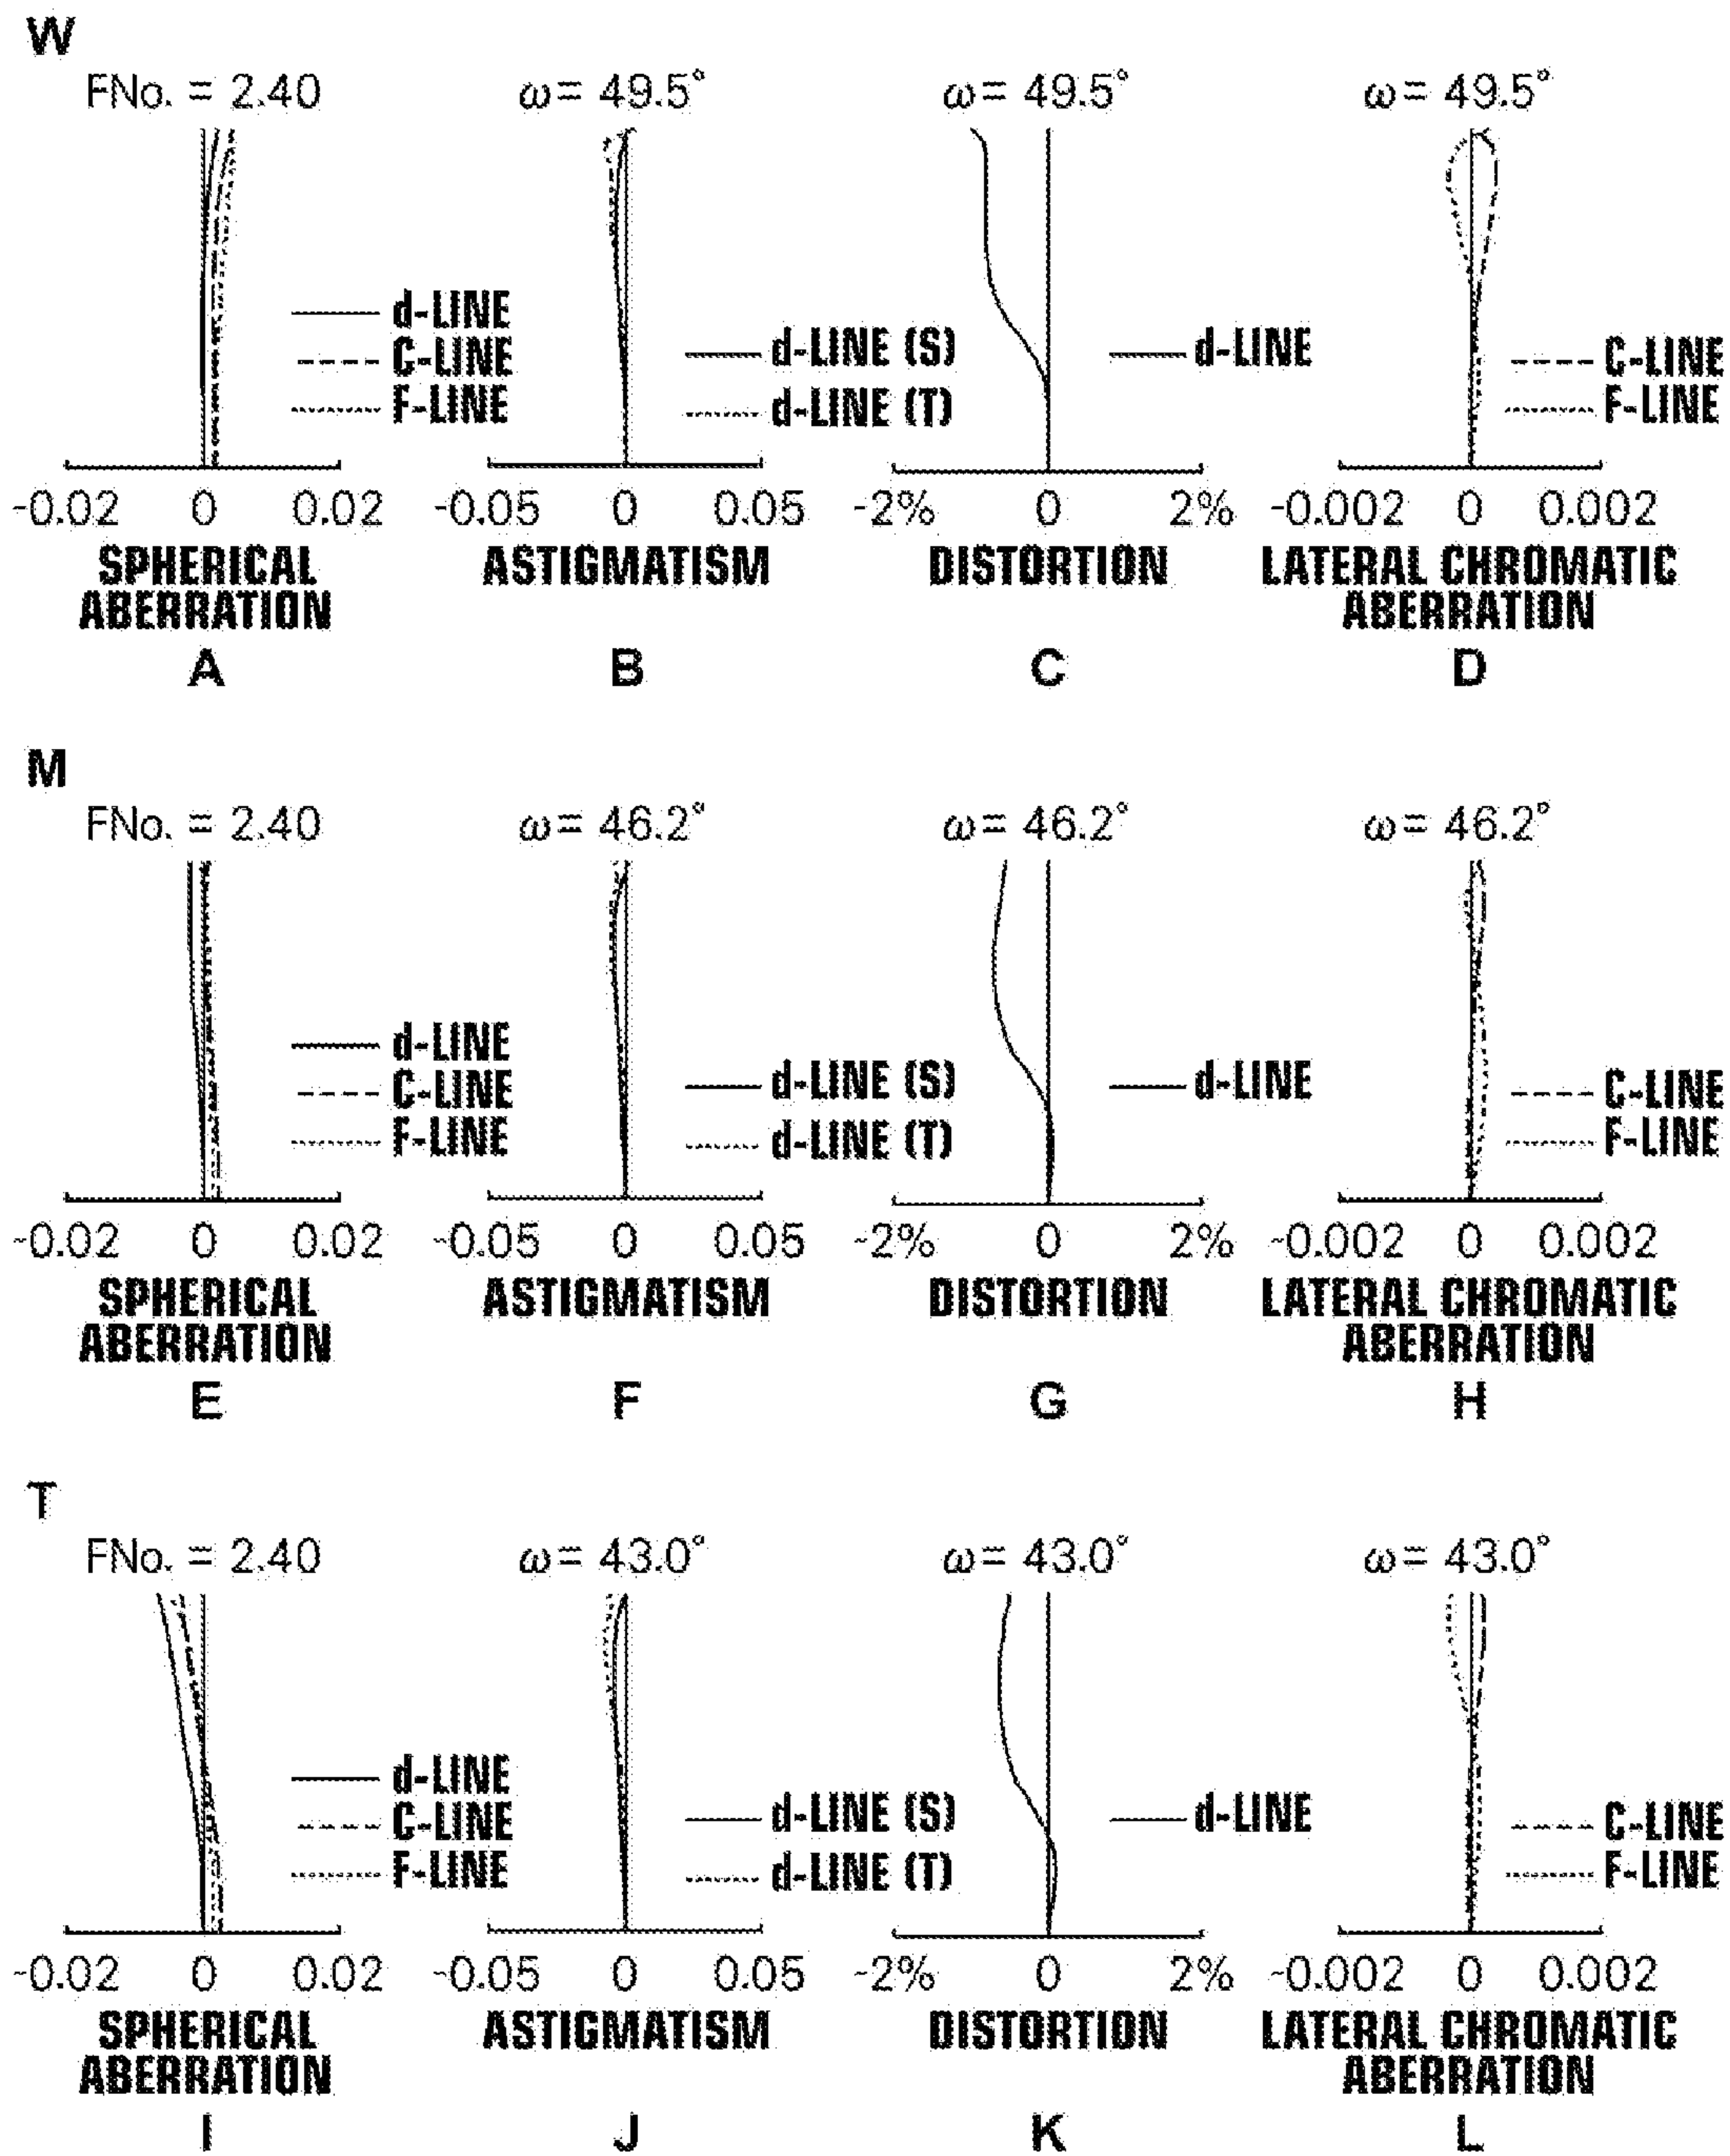 W
FNo. = 2.40
ω = 49.5°
ω = 49.5°
ω = 49.5°
d-LINE
C-LINE
F-LINE
d-LINE (S)
d-LINE (T)
d-LINE
C-LINE
F-LINE
-0.02 0 0.02
-0.05 0 0.05
-2% 0 2%
-0.002 0 0.002
SPHERICAL
ABERRATION
ASTIGMATISM
DISTORTION
LATERAL CHROMATIC
ABERRATION
A
B
C
D
M
FNo. = 2.40
ω = 46.2°
ω = 46.2°
ω = 46.2°
d-LINE
C-LINE
F-LINE
d-LINE (S)
d-LINE (T)
d-LINE
C-LINE
F-LINE
-0.02 0 0.02
-0.05 0 0.05
-2% 0 2%
-0.002 0 0.002
SPHERICAL
ABERRATION
ASTIGMATISM
DISTORTION
LATERAL CHROMATIC
ABERRATION
E
F
G
H
T
FNo. = 2.40
ω = 43.0°
ω = 43.0°
ω = 43.0°
d-LINE
C-LINE
F-LINE
d-LINE (S)
d-LINE (T)
d-LINE
C-LINE
F-LINE
-0.02 0 0.02
-0.05 0 0.05
-2% 0 2%
-0.002 0 0.002
SPHERICAL
ABERRATION
ASTIGMATISM
DISTORTION
LATERAL CHROMATIC
ABERRATION
I
J
K
L